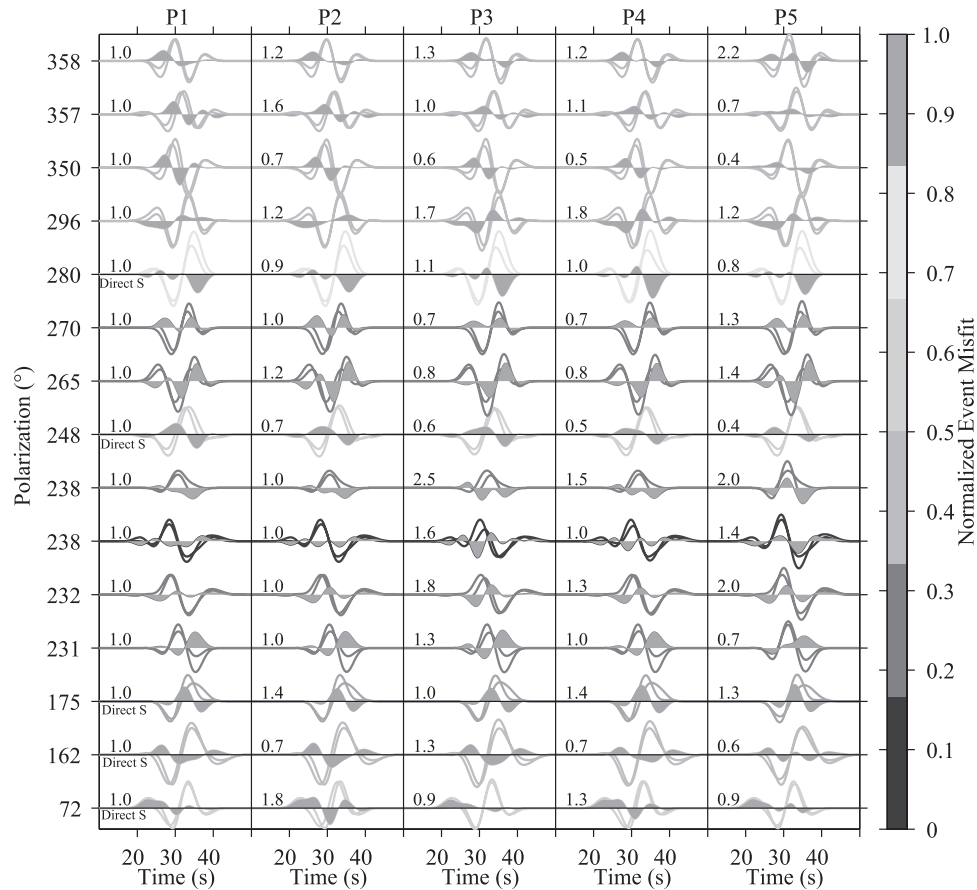 P1 P2 P3 P4 P5
358 1.0 1.2 1.3 1.2 2.2 1.0
357 1.0 1.6 1.0 1.1 0.7 0.9
350 1.0 0.7 0.6 0.5 0.4 0.8
296 1.0 1.2 1.7 1.8 1.2
280 1.0 0.9 1.1 1.0 0.8 0.7
Direct S
270 1.0 1.0 0.7 0.7 1.3
265 1.0 1.2 0.8 0.8 1.4 0.6
248 1.0 0.7 0.6 0.5 0.4 0.5
Direct S
238 1.0 1.0 2.5 1.5 2.0 0.4
238 1.0 1.0 1.6 1.0 1.4
232 1.0 1.0 1.8 1.3 2.0 0.3
231 1.0 1.0 1.3 1.0 0.7 0.2
175 1.0 1.4 1.0 1.4 1.3
Direct S
162 1.0 0.7 1.3 0.7 0.6 0.1
Direct S
72 1.0 1.8 0.9 1.3 0.9 0
Direct S
20 30 40 20 30 40 20 30 40 20 30 40 20 30 40
Time (s) Time (s) Time (s) Time (s) Time (s)
Polarization (°)
Normalized Event Misfit